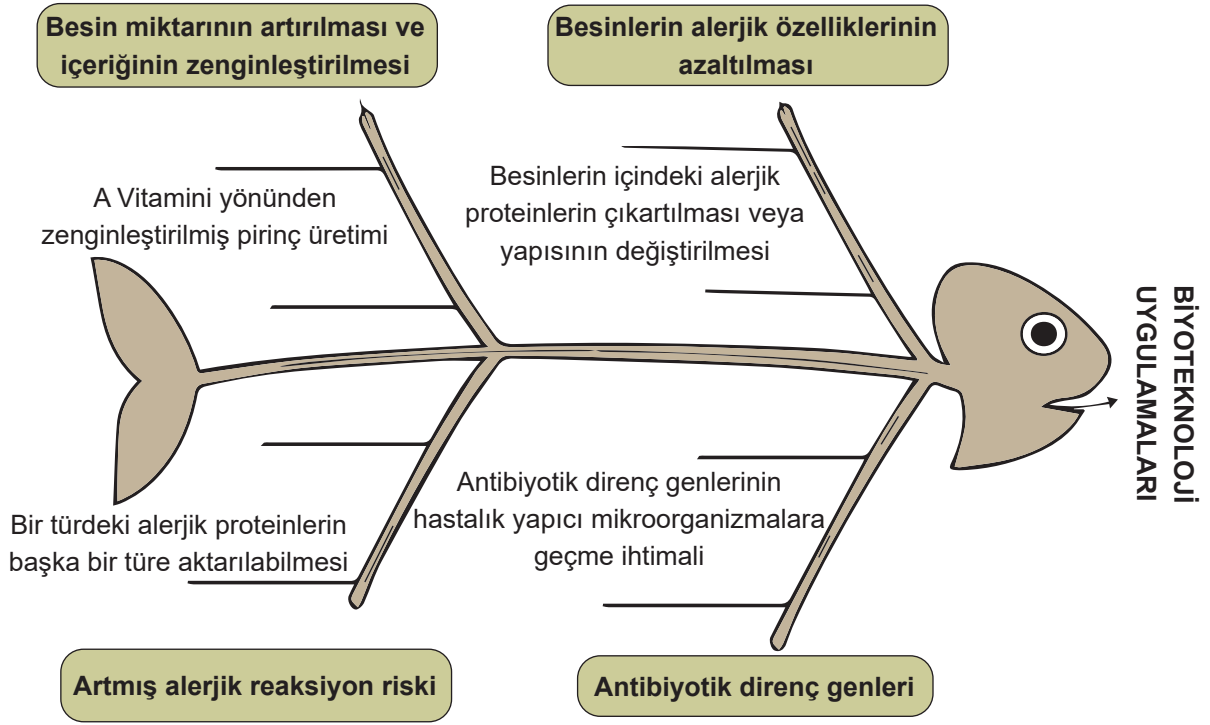 Besin miktarının artırılması ve
içeriğinin zenginleştirilmesi
Besinlerin alerjik özelliklerinin
azaltılması
A Vitamini yönünden
zenginleştirilmiş pirinç üretimi
Besinlerin içindeki alerjik
proteinlerin çıkartılması veya
yapısının değiştirilmesi
BİYOTEKNOLOJİ
UYGULAMALARI
Bir türdeki alerjik proteinlerin
başka bir türe aktarılabilmesi
Antibiyotik direnç genlerinin
hastalık yapıcı mikroorganizmalara
geçme ihtimali
Artmış alerjik reaksiyon riski
Antibiyotik direnç genleri